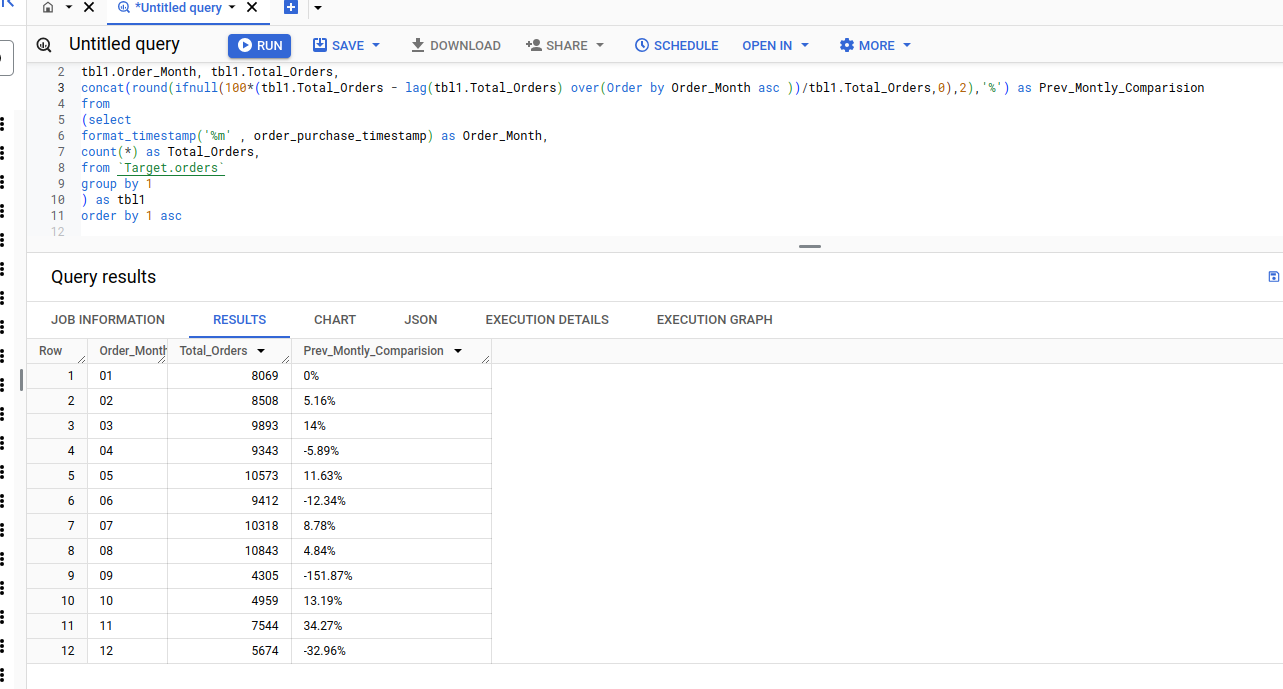 *Untitled query
Untitled query RUN SAVE DOWNLOAD SHARE SCHEDULE OPEN IN MORE
2 tbl1.Order_Month, tbl1.Total_Orders,
3 concat(round(ifnull(100*(tbl1.Total_Orders - lag(tbl1.Total_Orders) over(Order by Order_Month asc ))/tbl1.Total_Orders,0),2),'%') as Prev_Montly_Comparision
4 from
5 (select
6 format_timestamp('%m' , order_purchase_timestamp) as Order_Month,
7 count(*) as Total_Orders,
8 from `Target.orders`
9 group by 1
10 ) as tbl1
11 order by 1 asc
12
Query results
JOB INFORMATION RESULTS CHART JSON EXECUTION DETAILS EXECUTION GRAPH
Row Order_Month Total_Orders Prev_Montly_Comparision
1 01 8069 0%
2 02 8508 5.16%
3 03 9893 14%
4 04 9343 -5.89%
5 05 10573 11.63%
6 06 9412 -12.34%
7 07 10318 8.78%
8 08 10843 4.84%
9 09 4305 -151.87%
10 10 4959 13.19%
11 11 7544 34.27%
12 12 5674 -32.96%